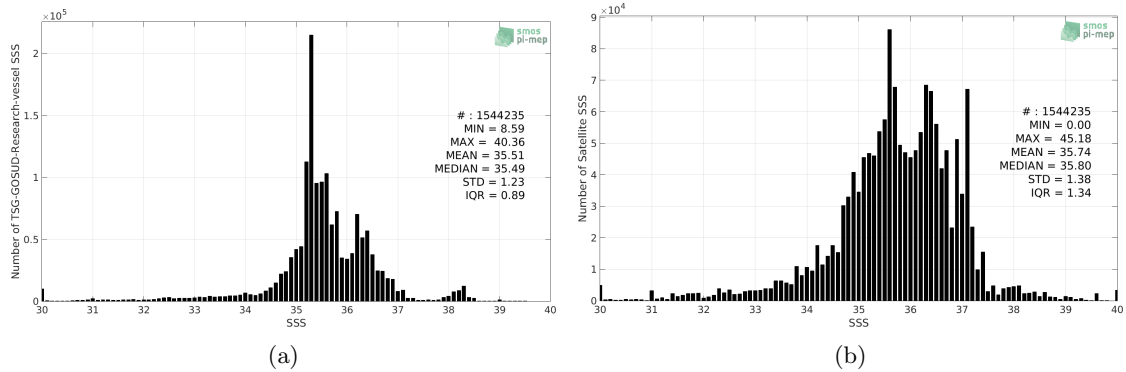 ×10⁵
smos
pi-mep
Number of TSG-GOSUD-Research-vessel SSS
2
1.5
1
0.5
0
# : 1544235
MIN = 8.59
MAX = 40.36
MEAN = 35.51
MEDIAN = 35.49
STD = 1.23
IQR = 0.89
30 31 32 33 34 35 36 37 38 39 40
SSS
(a)
×10⁴
smos
pi-mep
Number of Satellite SSS
9
8
7
6
5
4
3
2
1
0
# : 1544235
MIN = 0.00
MAX = 45.18
MEAN = 35.74
MEDIAN = 35.80
STD = 1.38
IQR = 1.34
30 31 32 33 34 35 36 37 38 39 40
SSS
(b)